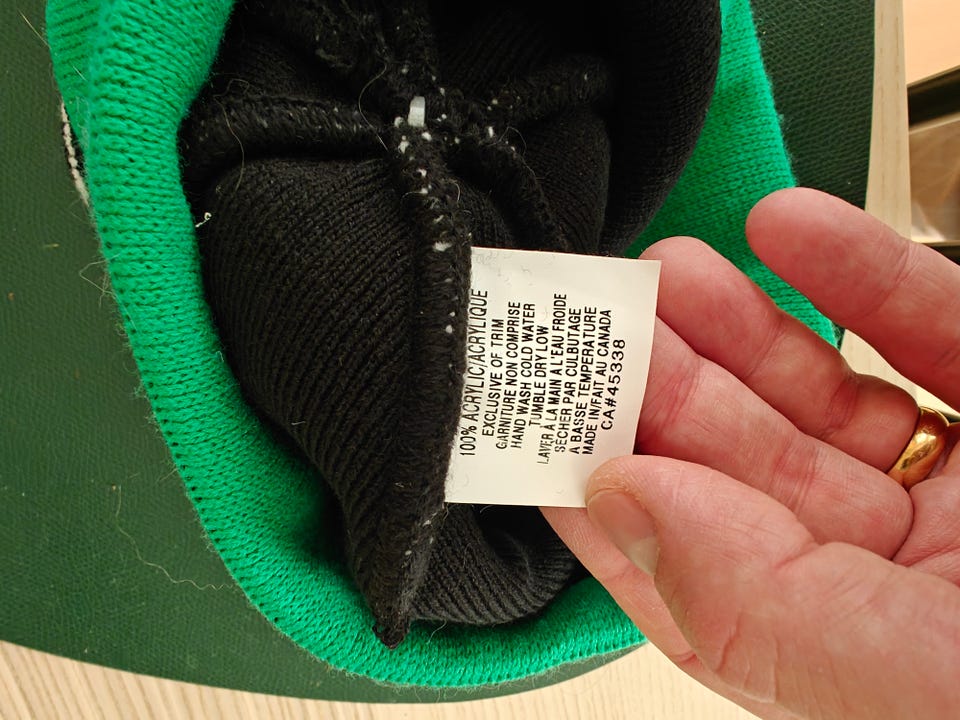 100% ACRYLIC/ACRYLIQUE
EXCLUSIVE OF TRIM
GARNITURE NON COMPRISE
HAND WASH COLD WATER
TUMBLE DRY LOW
LAVER À LA MAIN A L'EAU FROIDE
SECHER PAR CULBUTAGE
A BASSE TEMPERATURE
MADE IN/FAIT AU CANADA
CA#45338